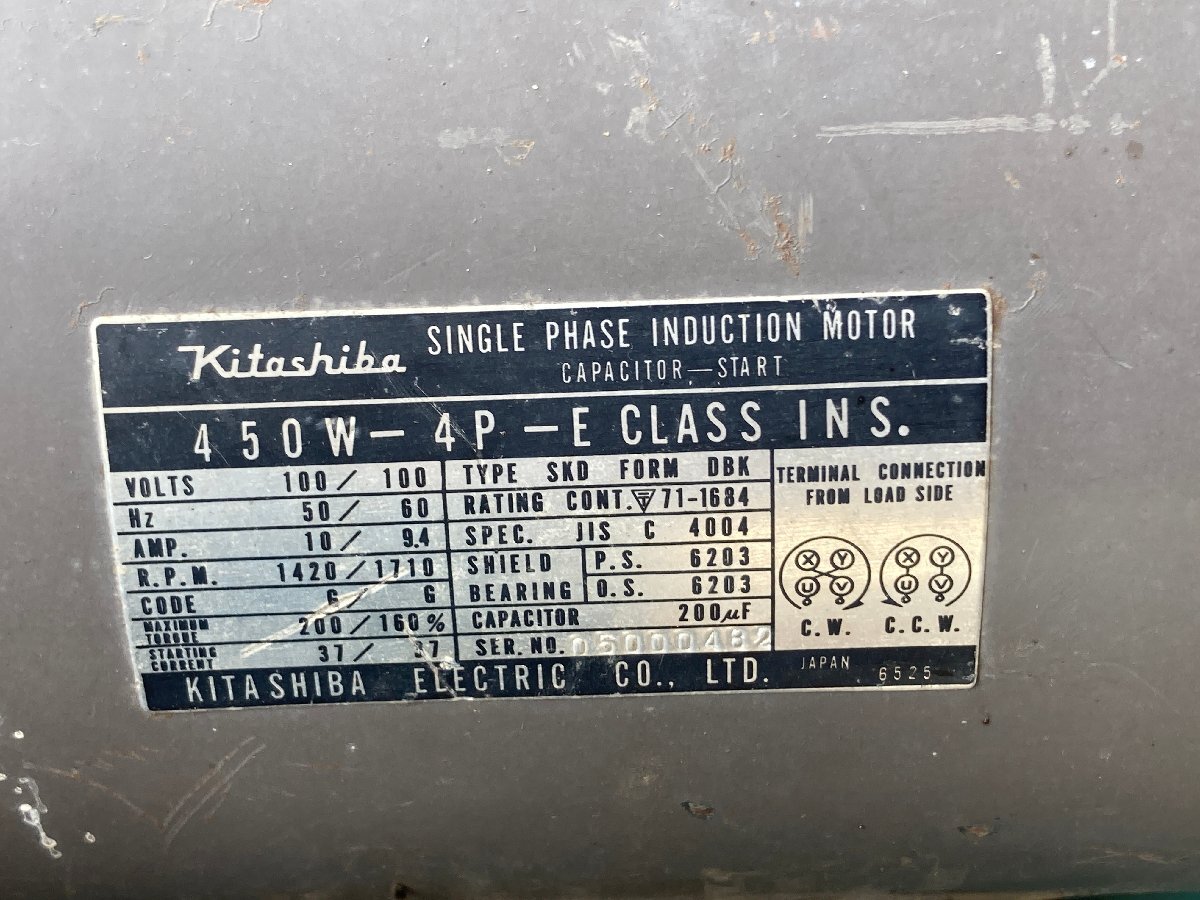 Kitashiba SINGLE PHASE INDUCTION MOTOR
CAPACITOR—START
450W—4P—E CLASS INS.
VOLTS 100/ 100
Hz 50/ 60
AMP. 10/ 9.4
R.P.M. 1420/1710
CODE G/ G
MAXIMUM TORQUE 200/160%
STARTING CURRENT 37/ 37
TYPE SKD FORM DBK
RATING CONT. 〒 71-1684
SPEC. JIS C 4004
SHIELD BEARING
P.S. 6203
O.S. 6203
CAPACITOR 200μF
SER. NO. 05000482
TERMINAL CONNECTION
FROM LOAD SIDE
X Y X Y
U V U V
C.W. C.C.W.
KITASHIBA ELECTRIC CO., LTD. JAPAN 6525